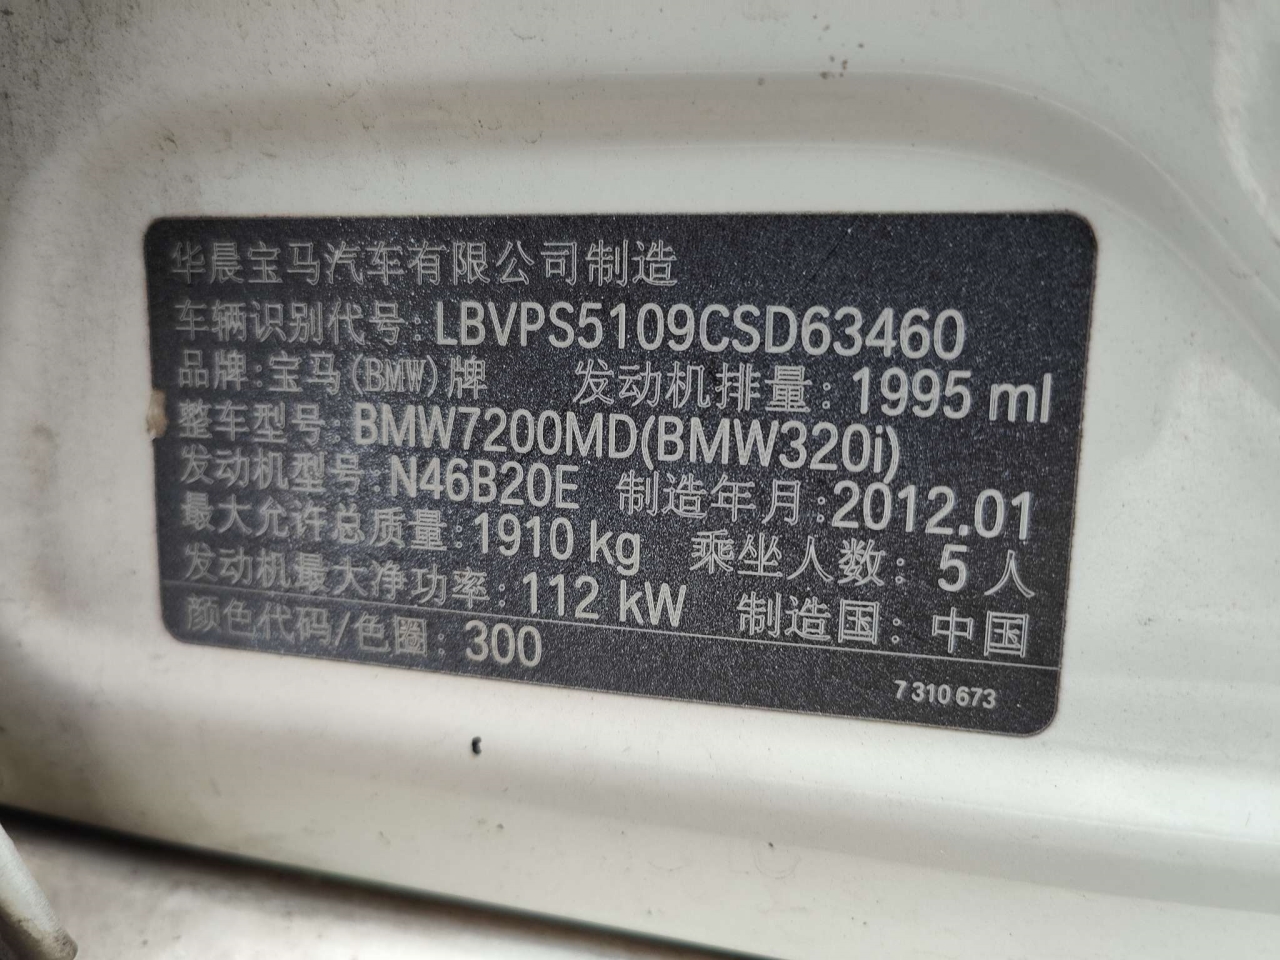 华晨宝马汽车有限公司制造
车辆识别代号: LBVPS5109CSD63460
品牌: 宝马(BMW)牌 发动机排量: 1995 ml
整车型号: BMW7200MD(BMW320i)
发动机型号: N46B20E 制造年月: 2012.01
最大允许总质量: 1910 kg 乘坐人数: 5 人
发动机最大净功率: 112 kW 制造国: 中国
颜色代码/色圈: 300
7 310 673